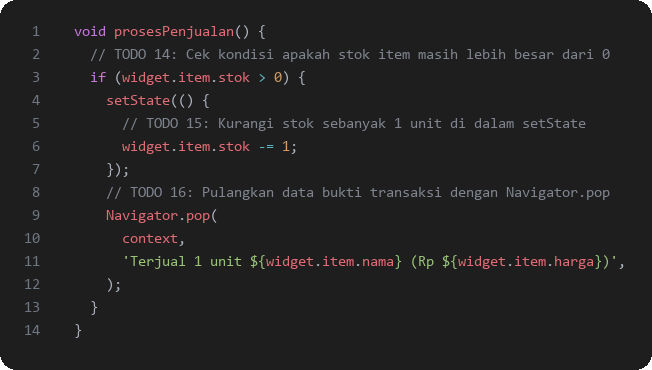 1 void prosesPenjualan() {
2 // TODO 14: Cek kondisi apakah stok item masih lebih besar dari 0
3 if (widget.item.stok > 0) {
4 setState(() {
5 // TODO 15: Kurangi stok sebanyak 1 unit di dalam setState
6 widget.item.stok -= 1;
7 });
8 // TODO 16: Pulangkan data bukti transaksi dengan Navigator.pop
9 Navigator.pop(
10 context,
11 'Terjual 1 unit ${widget.item.nama} (Rp ${widget.item.harga})',
12 );
13 }
14 }